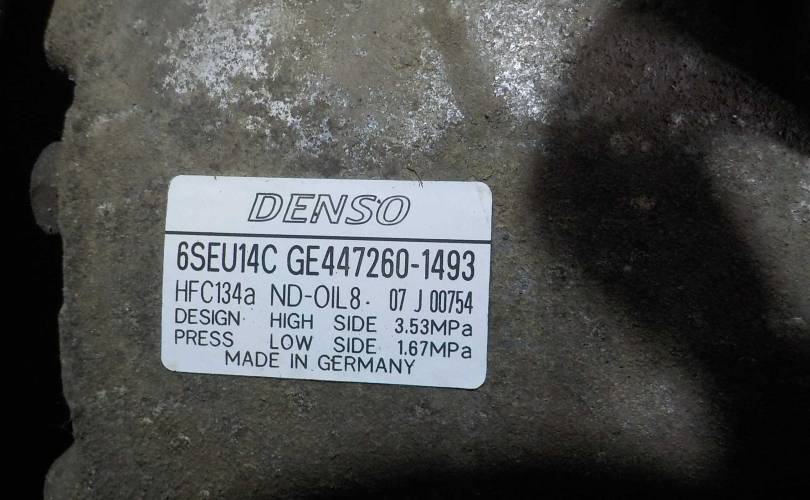 DENSO
6SEU14C GE447260-1493
HFC134a ND-OIL8. 07 J 00754
DESIGN HIGH SIDE 3.53MPa
PRESS LOW SIDE 1.67MPa
MADE IN GERMANY